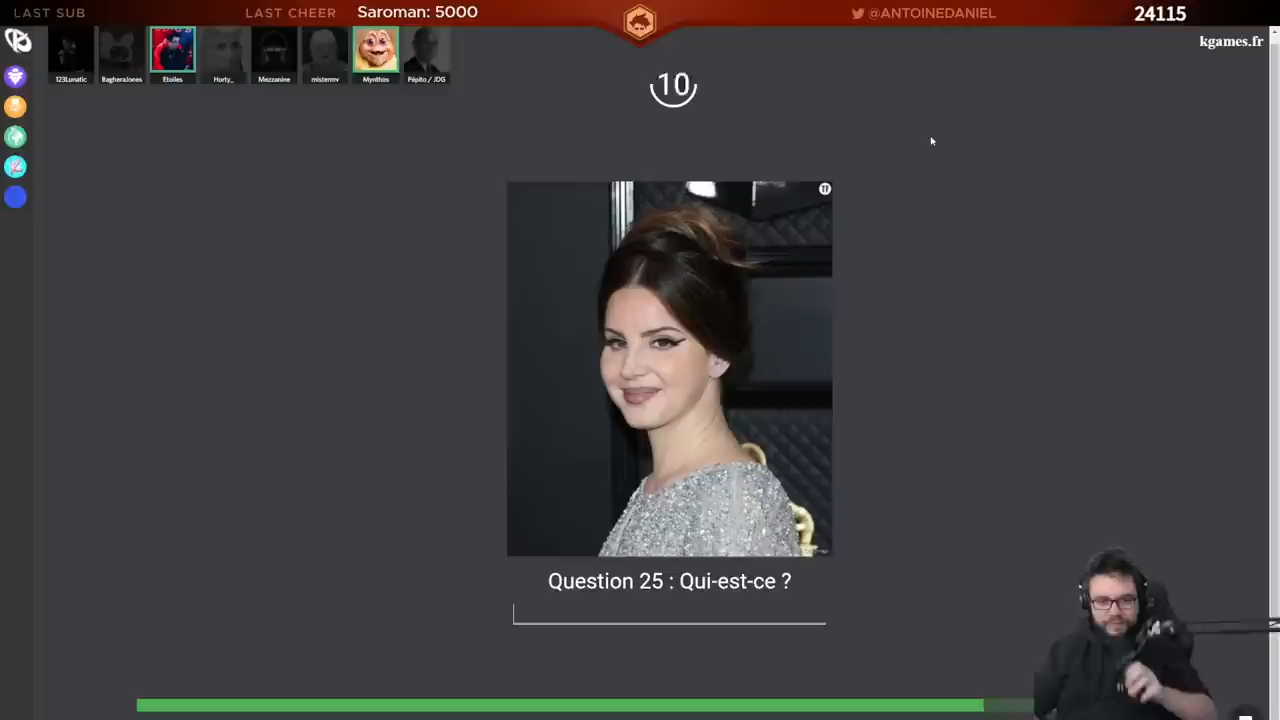 LAST SUB
LAST CHEER Saroman: 5000
@ANTOINEDANIEL
24115
kgames.fr
123Lunatic BagheraJones Etoiles Horty_ Mezzanine mistermv Mynthos Pépito / JDG
10
Question 25 : Qui-est-ce ?